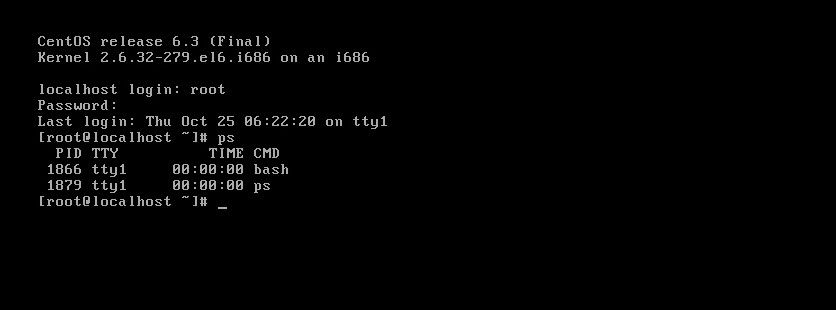 CentOS release 6.3 (Final)
Kernel 2.6.32-279.el6.i686 on an i686
localhost login: root
Password:
Last login: Thu Oct 25 06:22:20 on tty1
[root@localhost ~]# ps
  PID TTY          TIME CMD
 1866 tty1     00:00:00 bash
 1879 tty1     00:00:00 ps
[root@localhost ~]# _